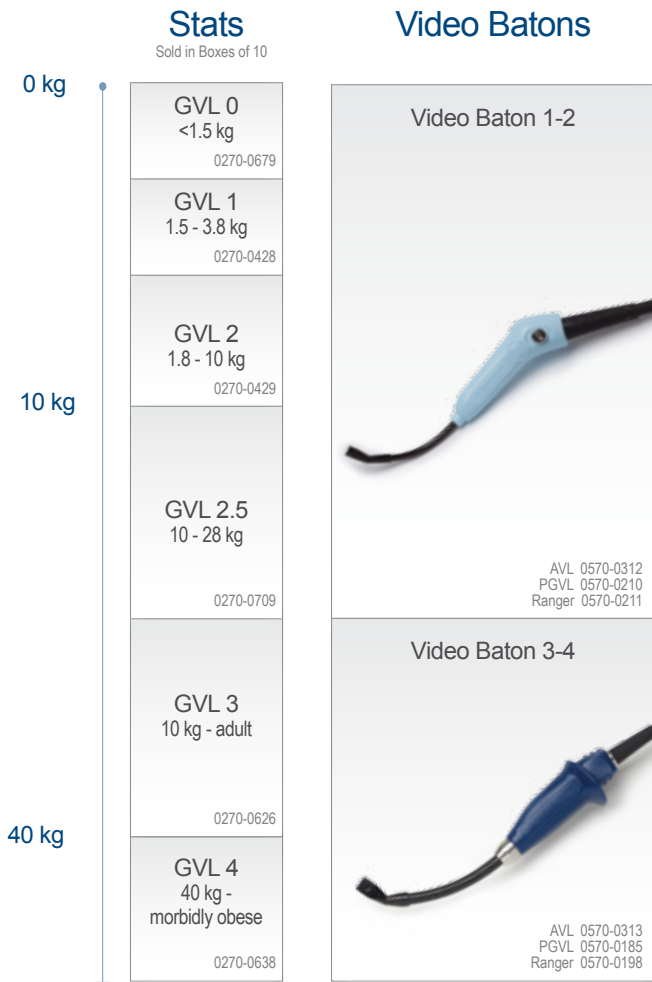 Stats
Sold in Boxes of 10
Video Batons
0 kg
10 kg
40 kg
GVL 0
<1.5 kg
0270-0679
GVL 1
1.5 - 3.8 kg
0270-0428
GVL 2
1.8 - 10 kg
0270-0429
GVL 2.5
10 - 28 kg
0270-0709
GVL 3
10 kg - adult
0270-0626
GVL 4
40 kg -
morbidly obese
0270-0638
Video Baton 1-2
AVL 0570-0312
PGVL 0570-0210
Ranger 0570-0211
Video Baton 3-4
AVL 0570-0313
PGVL 0570-0185
Ranger 0570-0198